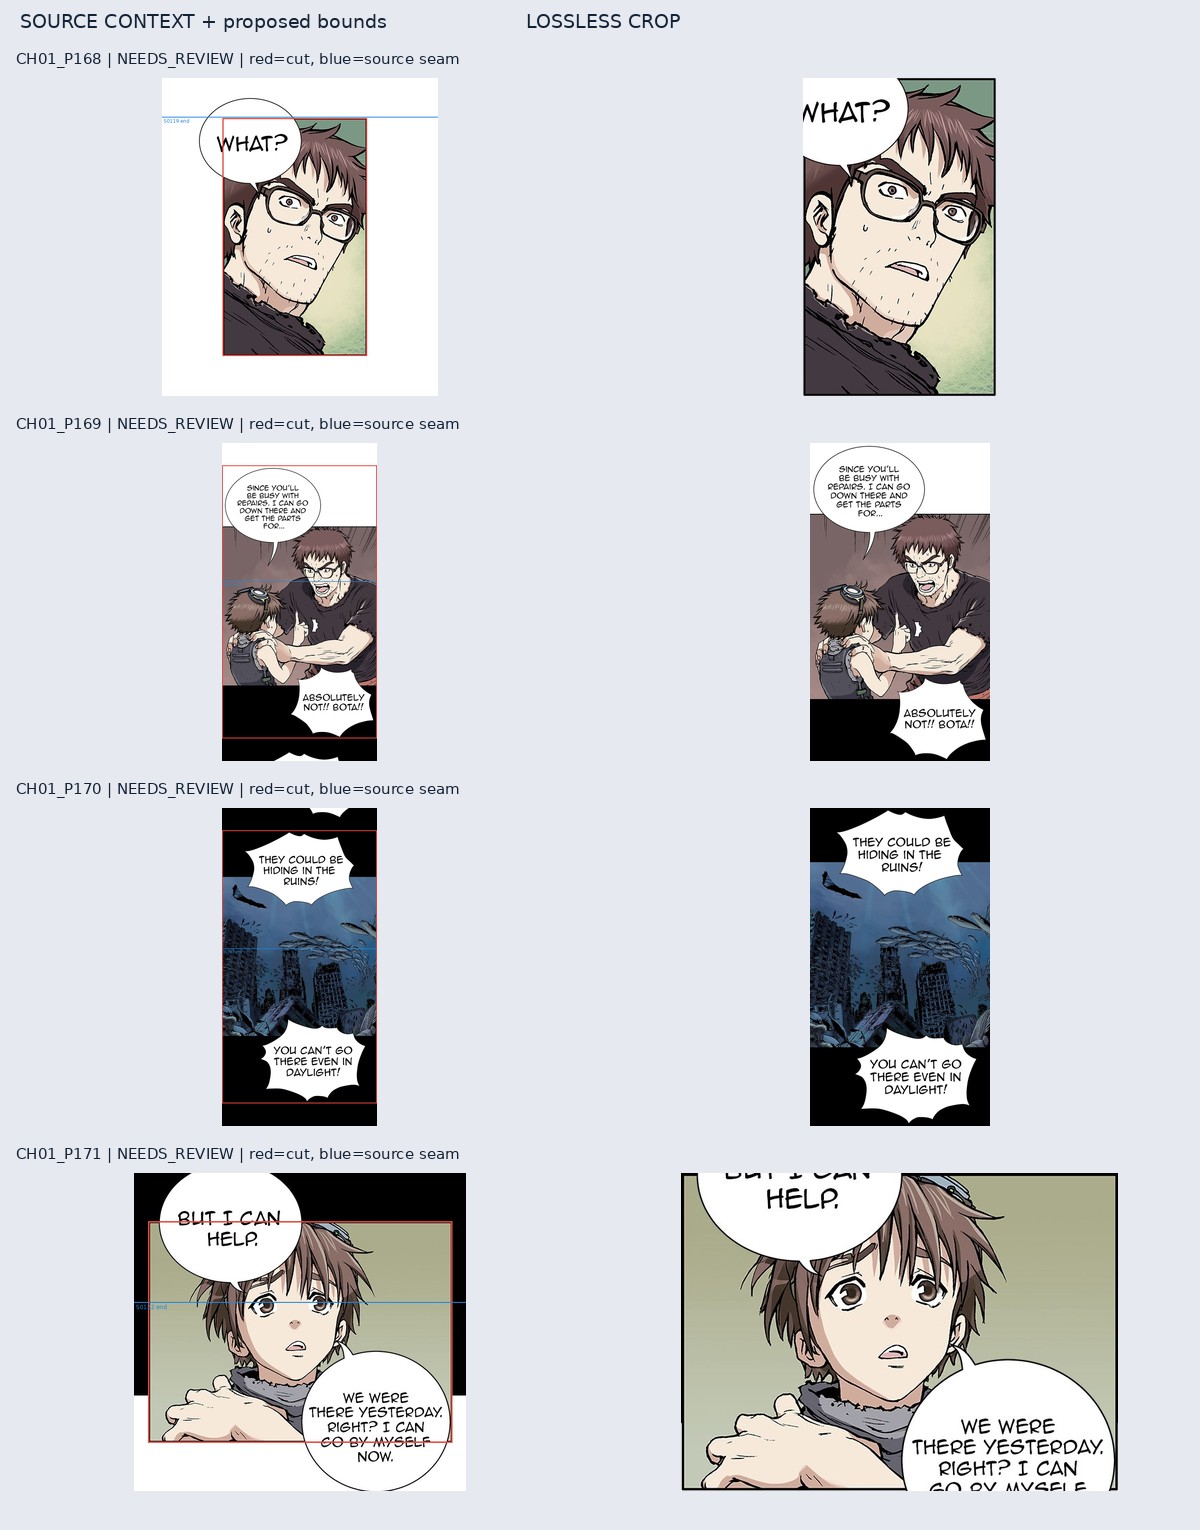 SOURCE CONTEXT + proposed bounds
LOSSLESS CROP
CH01_P168 | NEEDS_REVIEW | red=cut, blue=source seam
WHAT?
WHAT?
CH01_P169 | NEEDS_REVIEW | red=cut, blue=source seam
SINCE YOU'LL
BE BUSY WITH
REPAIRS. I CAN GO
DOWN THERE AND
GET THE PARTS
FOR...
ABSOLUTELY
NOT!! BOTA!!
SINCE YOU'LL
BE BUSY WITH
REPAIRS. I CAN GO
DOWN THERE AND
GET THE PARTS
FOR...
ABSOLUTELY
NOT!! BOTA!!
CH01_P170 | NEEDS_REVIEW | red=cut, blue=source seam
THEY COULD BE
HIDING IN THE
RUINS!
YOU CAN'T GO
THERE EVEN IN
DAYLIGHT!
THEY COULD BE
HIDING IN THE
RUINS!
YOU CAN'T GO
THERE EVEN IN
DAYLIGHT!
CH01_P171 | NEEDS_REVIEW | red=cut, blue=source seam
BUT I CAN
HELP.
WE WERE
THERE YESTERDAY.
RIGHT? I CAN
GO BY MYSELF
NOW.
BUT I CAN
HELP.
WE WERE
THERE YESTERDAY.
RIGHT? I CAN
GO BY MYSELF